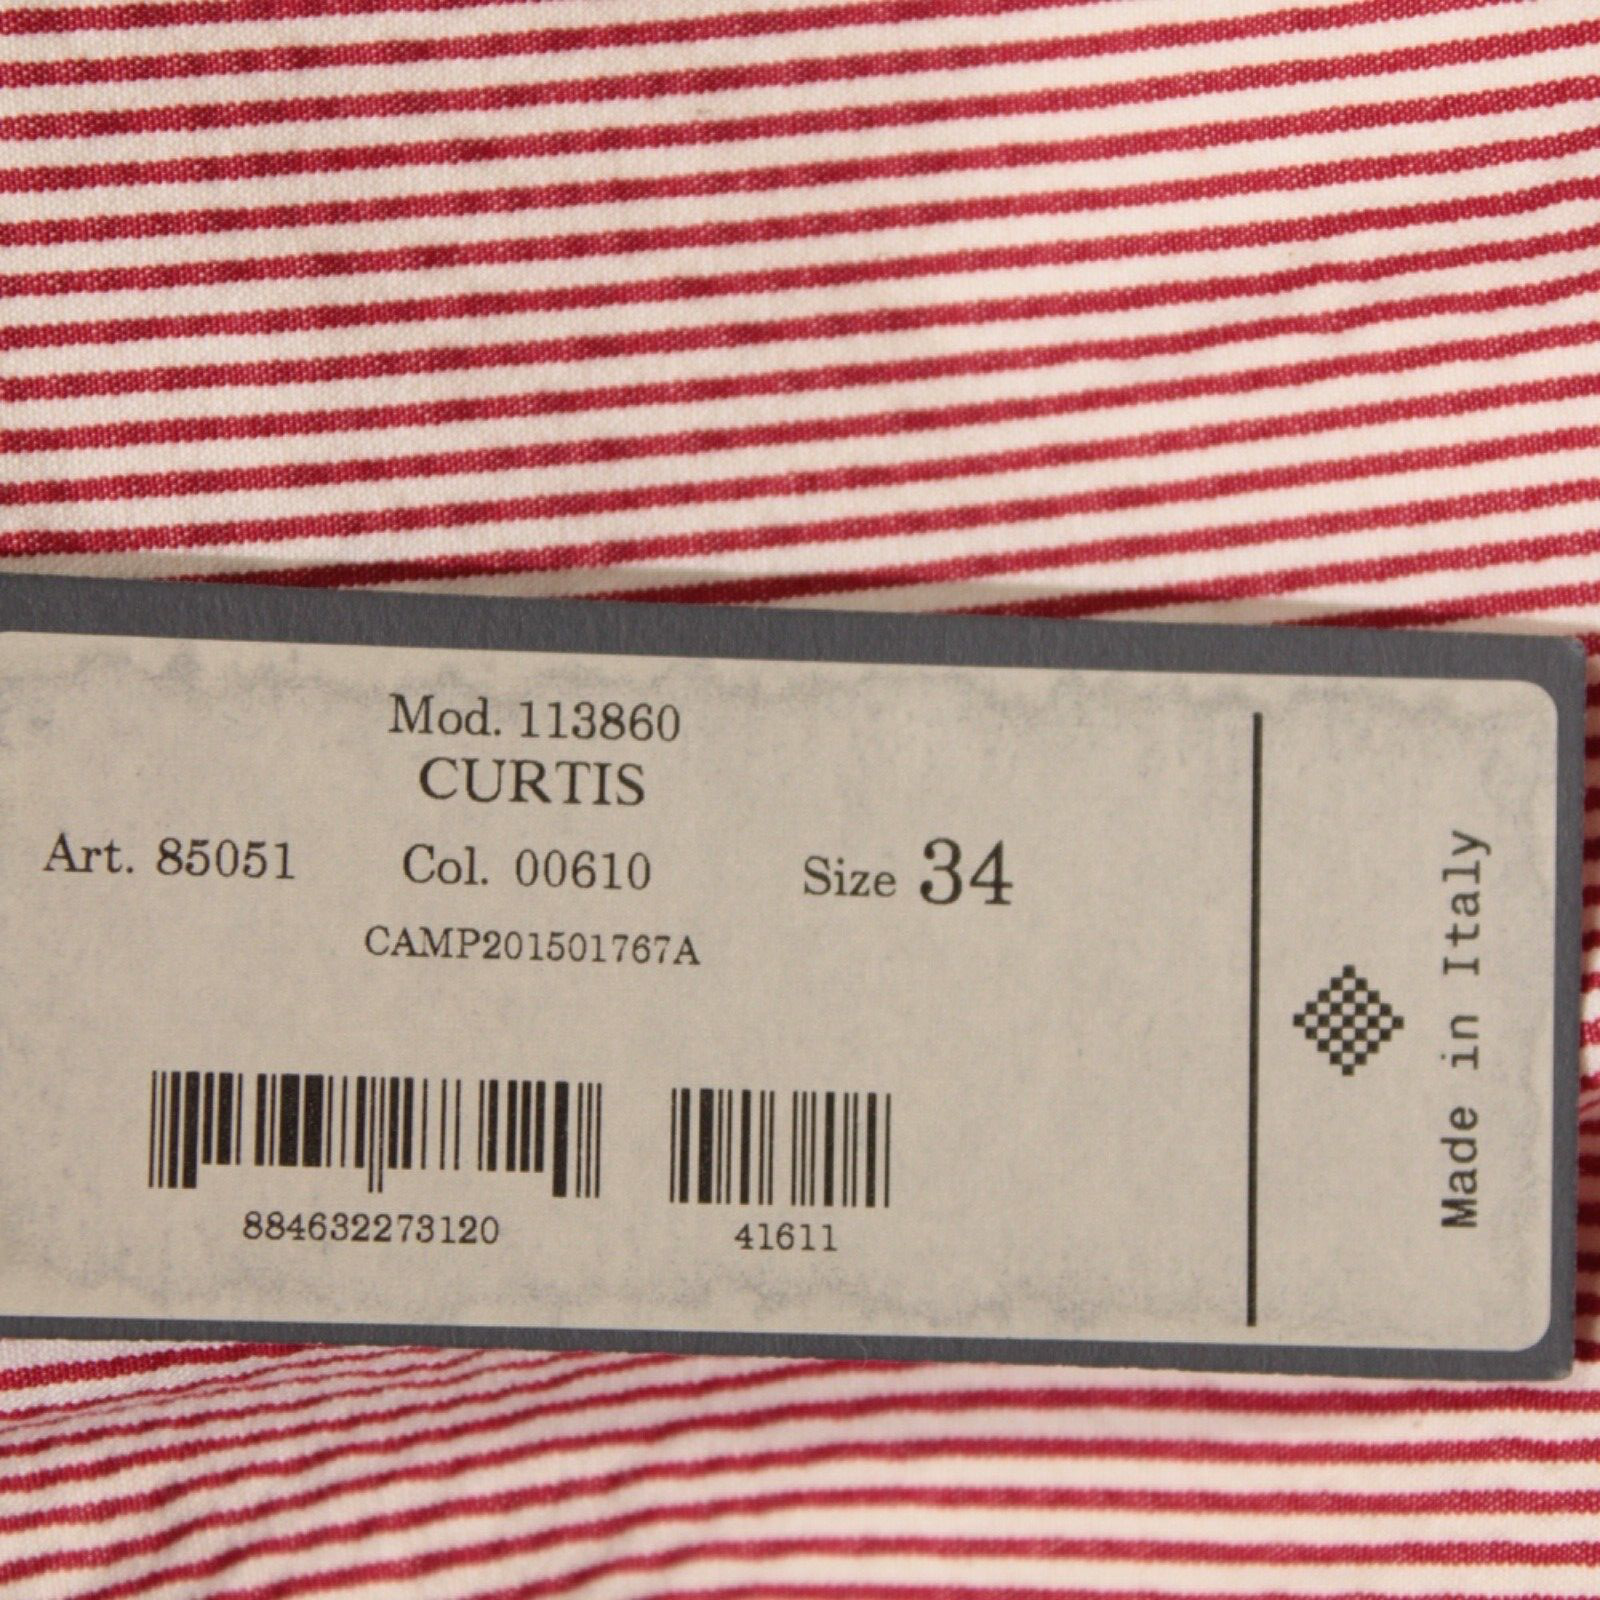 Mod. 113860
CURTIS
Art. 85051 Col. 00610 Size 34
CAMP201501767A
884632273120 41611
Made in Italy